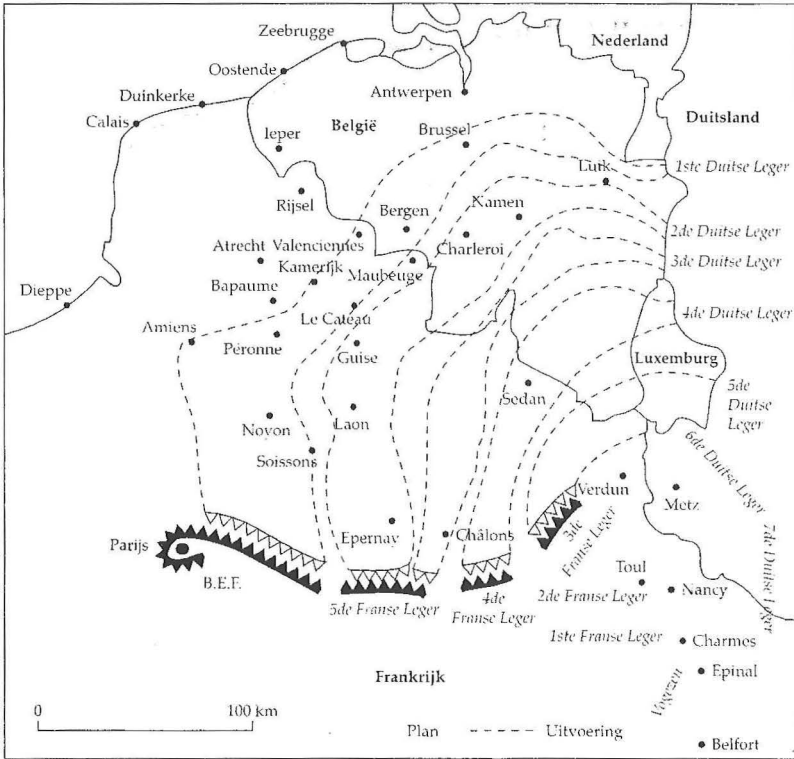 Zeebrugge
Nederland
Oostende
Antwerpen
Duinkerke
Duitsland
Calais
België
Brussel
Ieper
Luik
1ste Duitse Leger
Rijsel
Bergen
Namen
2de Duitse Leger
Atrecht
Valenciennes
Charleroi
Kamerijk
Maubeuge
3de Duitse Leger
Dieppe
Bapaume
Le Cateau
4de Duitse Leger
Amiens
Péronne
Guise
Luxemburg
Sedan
5de
Duitse
Leger
Noyon
Laon
Soissons
6de Duitse Leger
Verdun
Metz
7de Duitse Leger
Parijs
Epernay
Châlons
3de
Franse Leger
B.E.F.
5de Franse Leger
4de
Franse Leger
Toul
2de Franse Leger
Nancy
1ste Franse Leger
Charmes
Frankrijk
Vogezen
Epinal
0
100 km
Plan
Uitvoering
Belfort